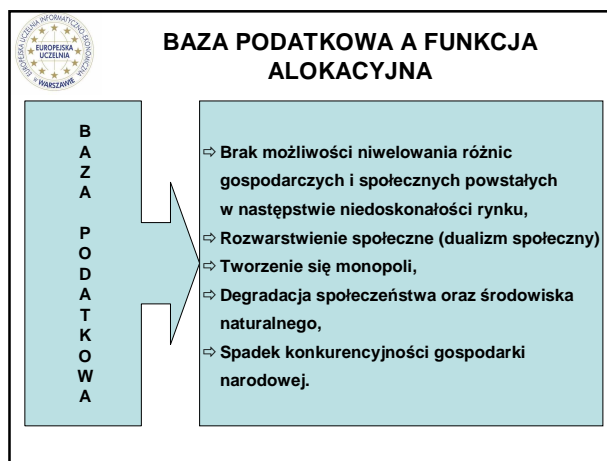 EUROPEJSKA UCZELNIA INFORMATYCZNO-EKONOMICZNA
EUROPEJSKA
UCZELNIA
w WARSZAWIE
BAZA PODATKOWA A FUNKCJA
ALOKACYJNA
B
A
Z
A
P
O
D
A
T
K
O
W
A
⇨ Brak możliwości niwelowania różnic
gospodarczych i społecznych powstałych
w następstwie niedoskonałości rynku,
⇨ Rozwarstwienie społeczne (dualizm społeczny)
⇨ Tworzenie się monopoli,
⇨ Degradacja społeczeństwa oraz środowiska
naturalnego,
⇨ Spadek konkurencyjności gospodarki
narodowej.